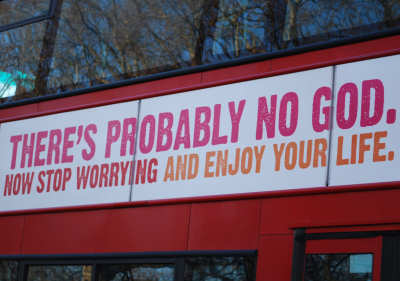 THERE'S PROBABLY NO GOD.
NOW STOP WORRYING AND ENJOY YOUR LIFE.